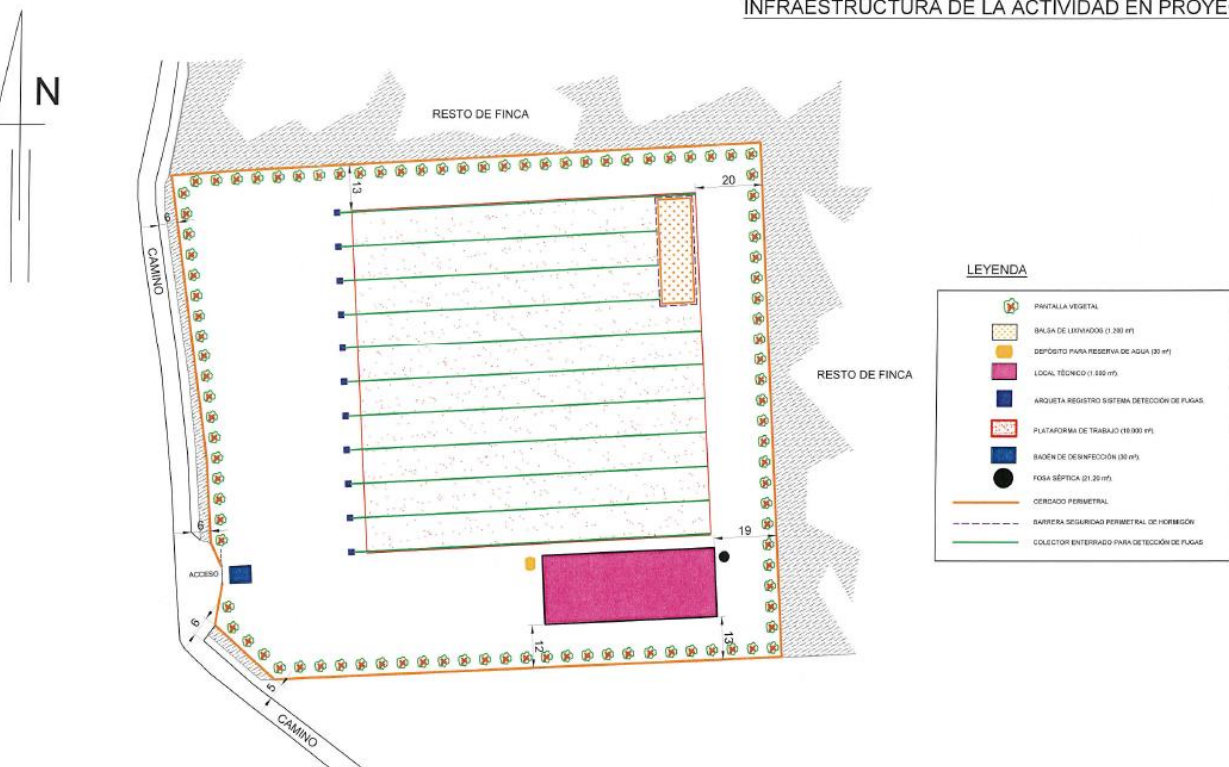 INFRAESTRUCTURA DE LA ACTIVIDAD EN PROYE
N
RESTO DE FINCA
13
20
6
CAMINO
LEYENDA
PANTALLA VEGETAL
BALSA DE LIXIVIADOS (1.200 m²)
DEPÓSITO PARA RESERVA DE AGUA (30 m²)
LOCAL TÉCNICO (1.000 m²)
ARQUETA REGISTRO SISTEMA DETECCIÓN DE FUGAS.
PLATAFORMA DE TRABAJO (10.000 m²).
BADÉN DE DESINFECCIÓN (30 m²).
FOSA SÉPTICA (21,20 m²).
CERCADO PERIMETRAL
BARRERA SEGURIDAD PERIMETRAL DE HORMIGÓN
COLECTOR ENTERRADO PARA DETECCIÓN DE FUGAS
RESTO DE FINCA
6
19
ACCESO
6
12
13
5
CAMINO